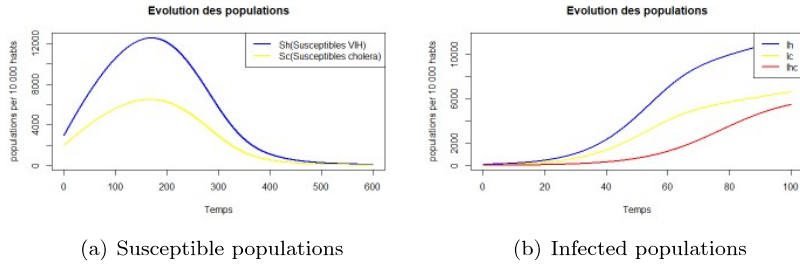 Evolution des populations
populations per 10 000 habts
12000
8000
4000
0
Sh(Susceptibles VIH)
Sc(Susceptibles cholera)
0 100 200 300 400 500 600
Temps
(a) Susceptible populations
Evolution des populations
populations per 10 000 habts
10000
6000
2000
0
Ih
Ic
Ihc
0 20 40 60 80 100
Temps
(b) Infected populations